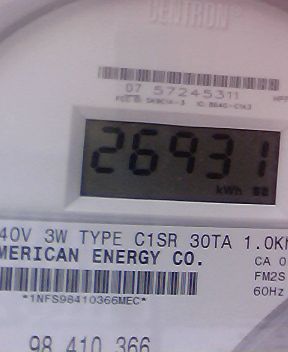 CENTRON®
07 57245311
26931
kWh
40V 3W TYPE C1SR 30TA 1.0Kh
MERICAN ENERGY CO.
CA 0
FM2S
60Hz
*1NFS98410366MEC*
98 410 366